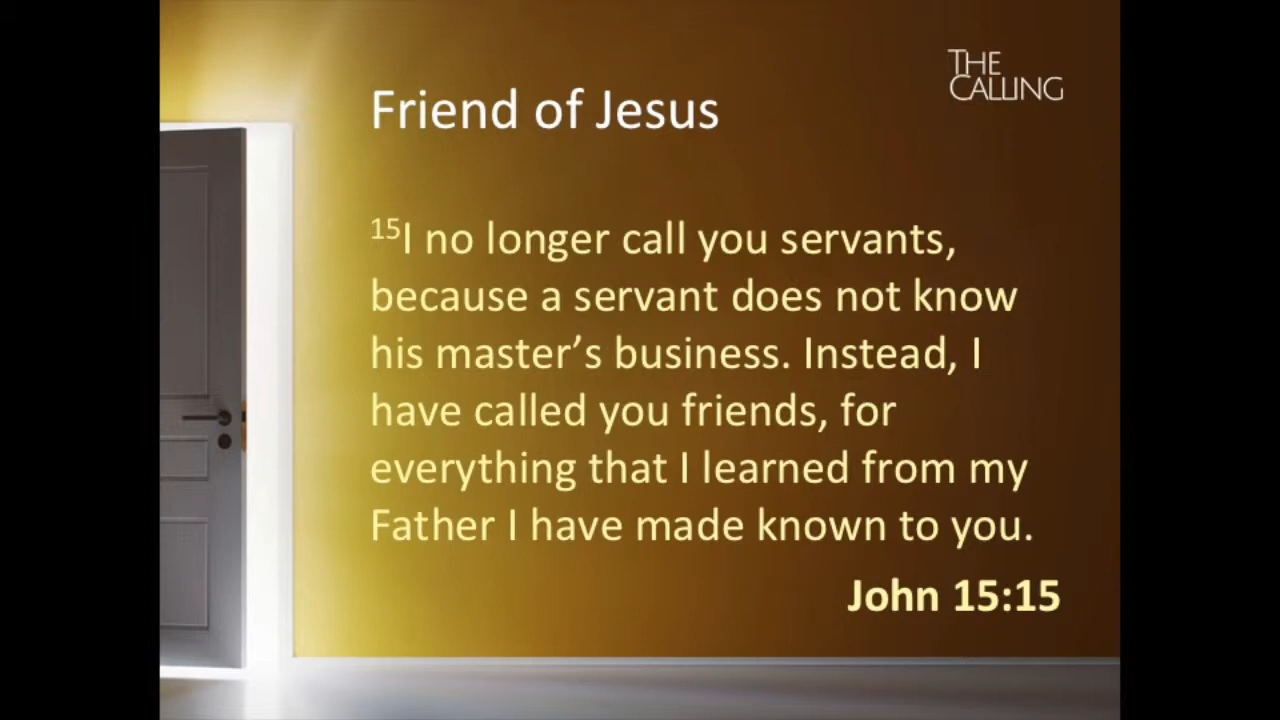 THE
CALLING
Friend of Jesus
15I no longer call you servants,
because a servant does not know
his master’s business. Instead, I
have called you friends, for
everything that I learned from my
Father I have made known to you.
John 15:15